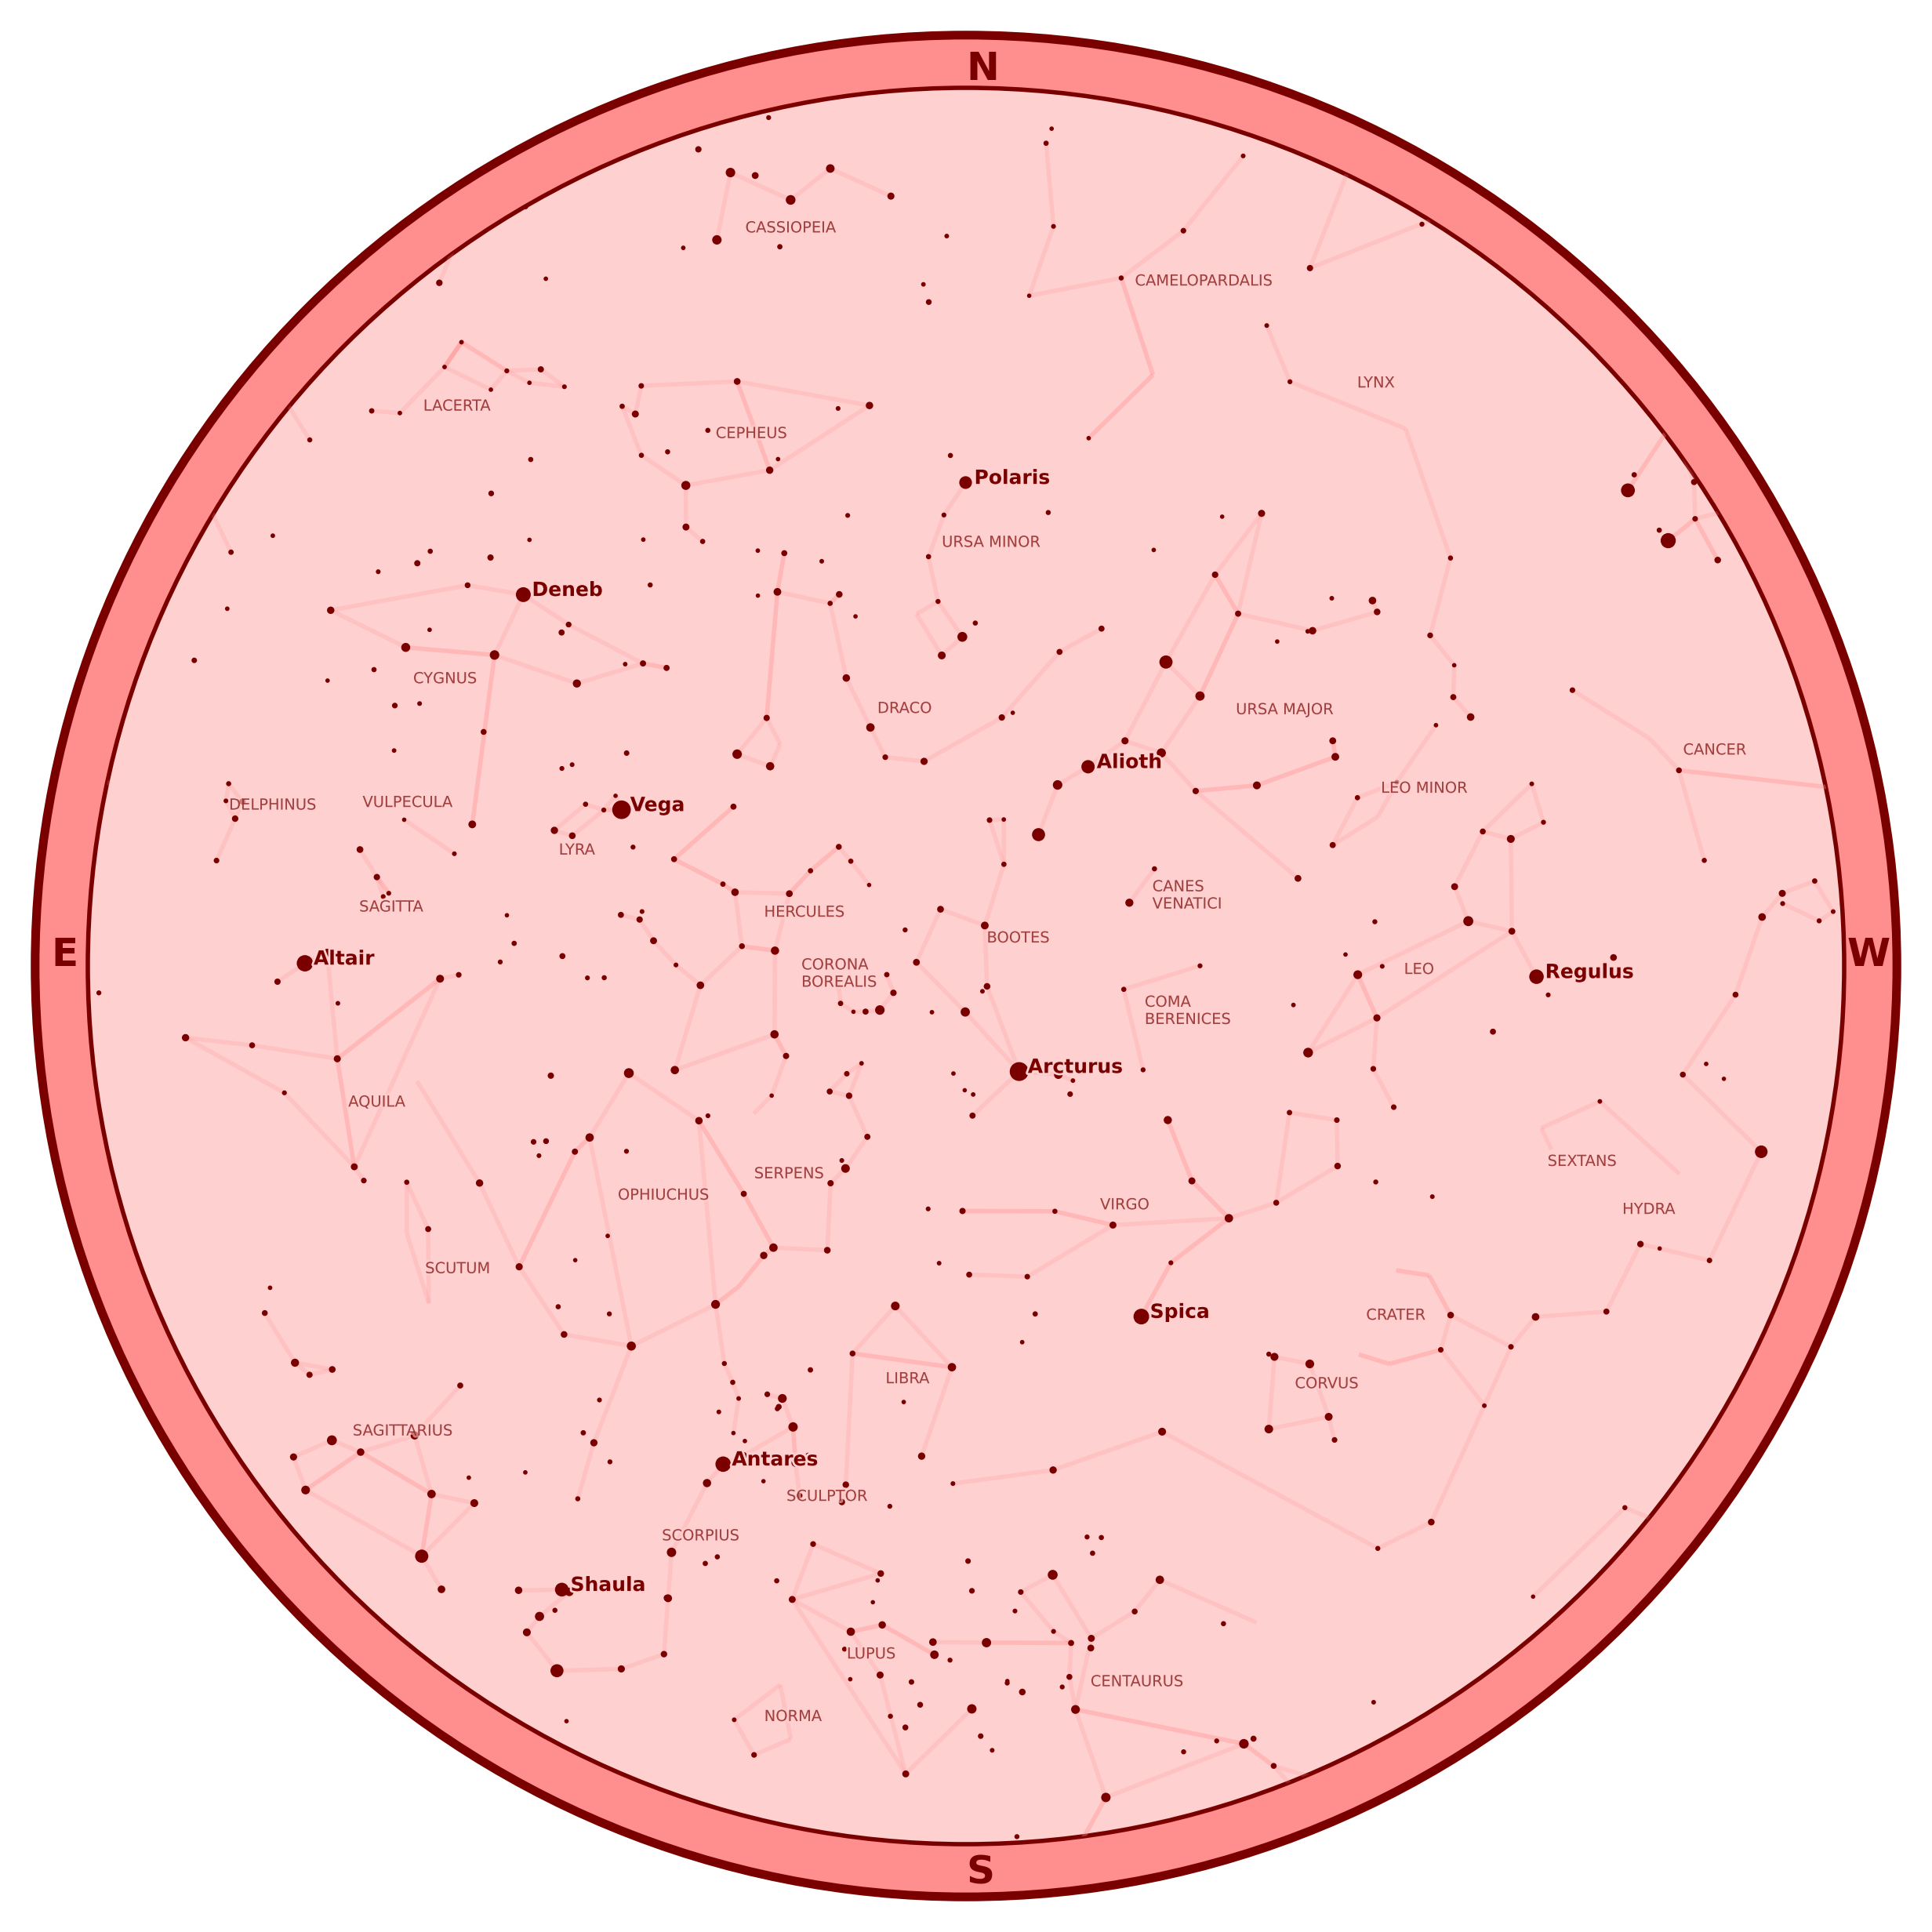 N
CASSIOPEIA
CAMELOPARDALIS
LYNX
LACERTA
CEPHEUS
Polaris
URSA MINOR
Deneb
CYGNUS
DRACO
URSA MAJOR
CANCER
Alioth
LEO MINOR
DELPHINUS
VULPECULA
Vega
LYRA
CANES
VENATICI
SAGITTA
HERCULES
BOOTES
E
Altair
CORONA
BOREALIS
LEO
Regulus
W
COMA
BERENICES
Arcturus
AQUILA
SERPENS
SEXTANS
OPHIUCHUS
VIRGO
HYDRA
SCUTUM
Spica
CRATER
LIBRA
CORVUS
SAGITTARIUS
Antares
SCULPTOR
SCORPIUS
Shaula
LUPUS
CENTAURUS
NORMA
S